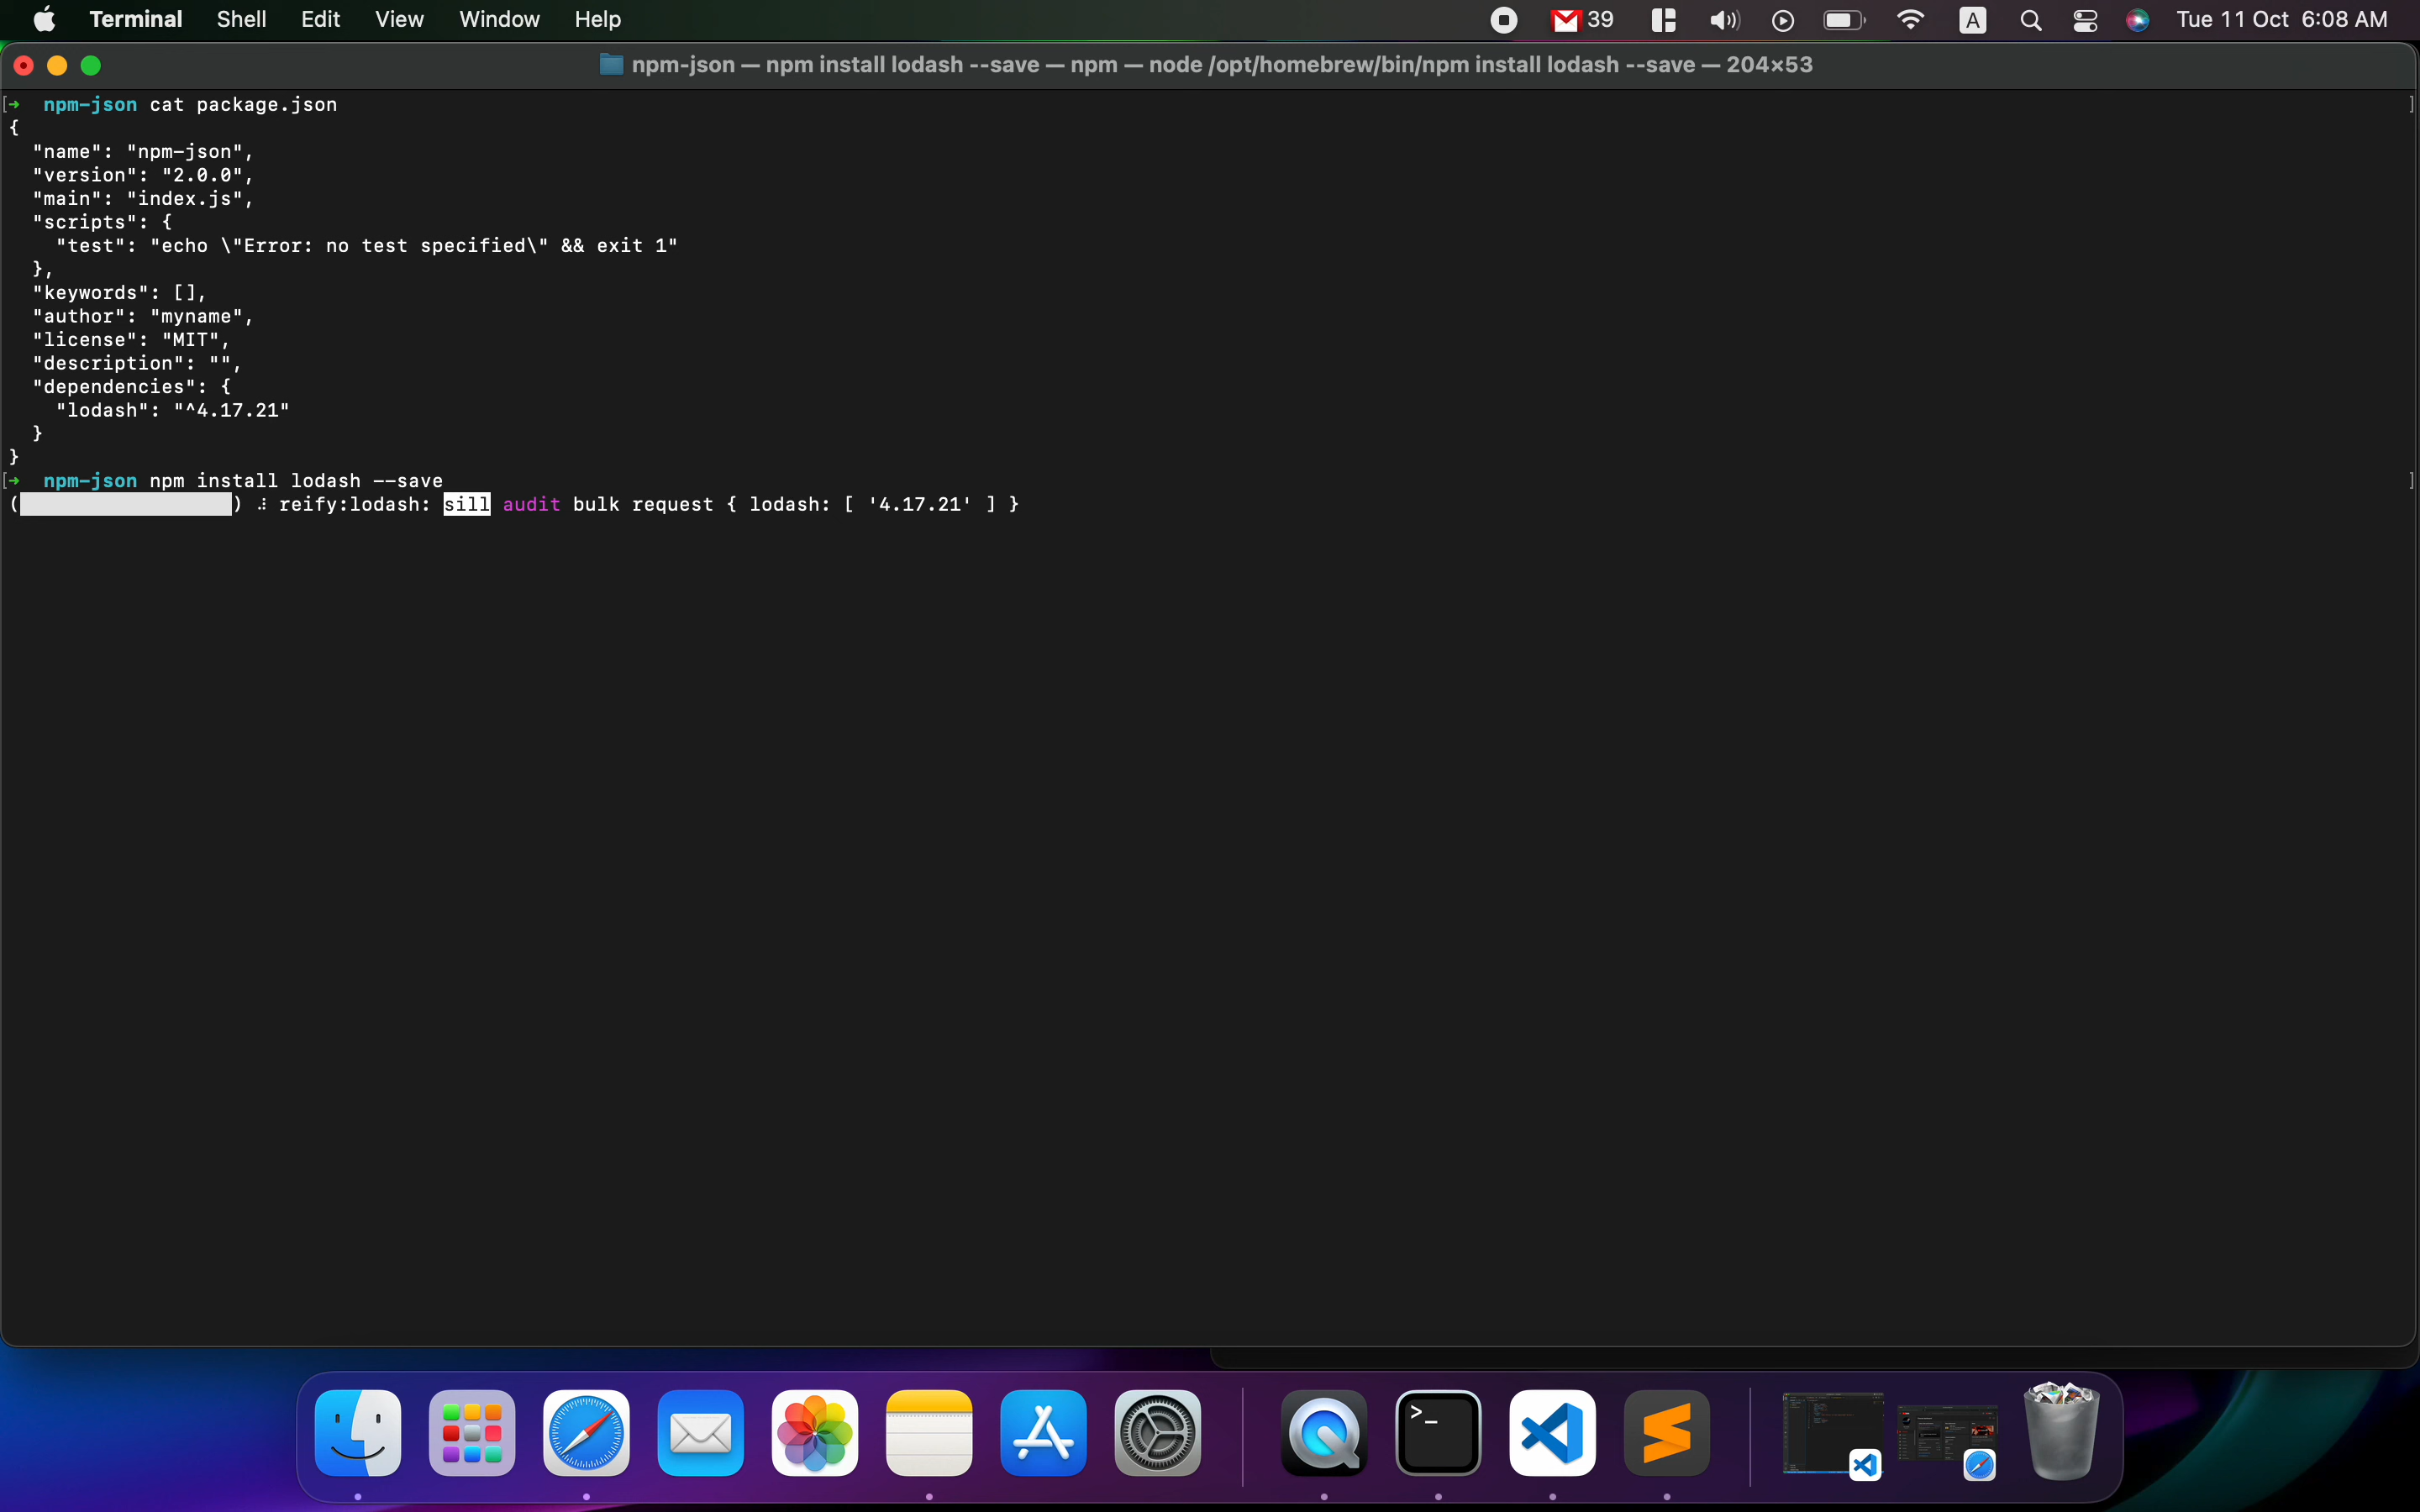 Terminal Shell Edit View Window Help 39 A Tue 11 Oct 6:08 AM
npm-json — npm install lodash --save — npm — node /opt/homebrew/bin/npm install lodash --save — 204×53
[➜  npm-json cat package.json ]
{
  "name": "npm-json",
  "version": "2.0.0",
  "main": "index.js",
  "scripts": {
    "test": "echo \"Error: no test specified\" && exit 1"
  },
  "keywords": [],
  "author": "myname",
  "license": "MIT",
  "description": "",
  "dependencies": {
    "lodash": "^4.17.21"
  }
}
[➜  npm-json npm install lodash --save ]
(                  ) ⠼ reify:lodash: sill audit bulk request { lodash: [ '4.17.21' ] }
>_